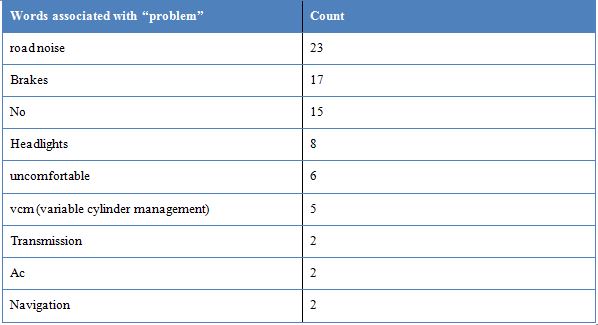 Words associated with “problem” Count
road noise 23
Brakes 17
No 15
Headlights 8
uncomfortable 6
vcm (variable cylinder management) 5
Transmission 2
Ac 2
Navigation 2